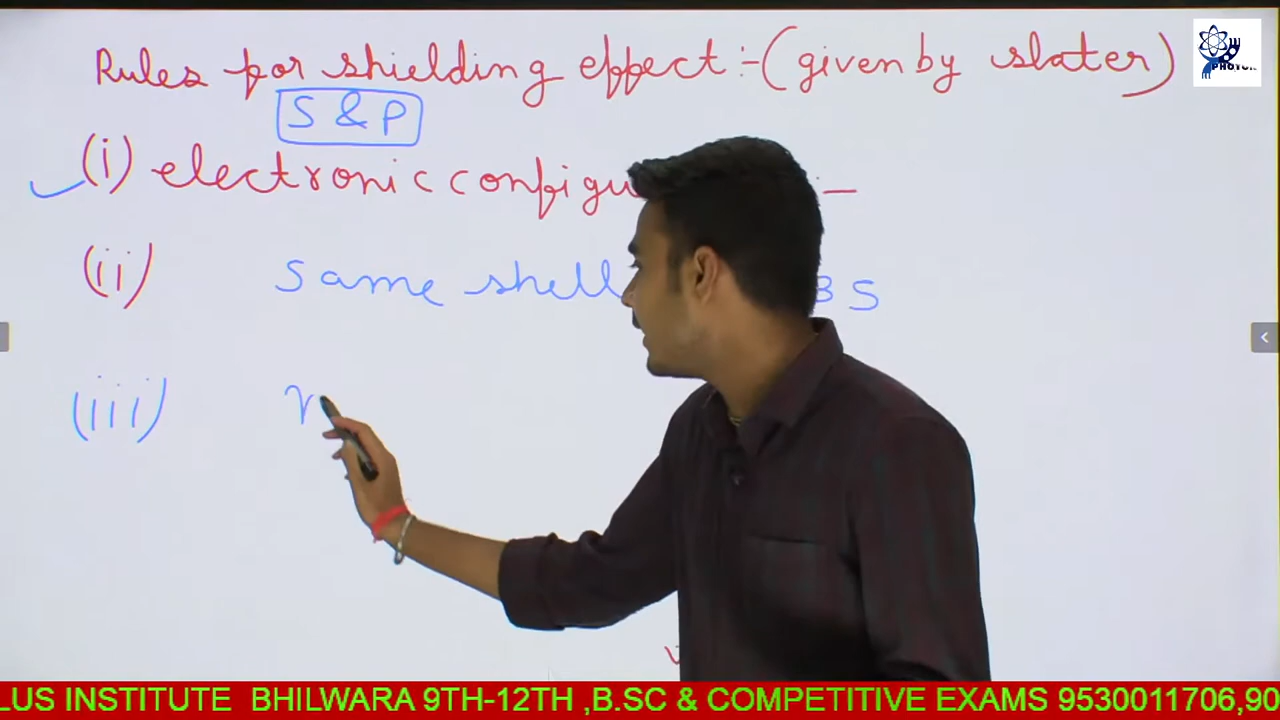 Rules for shielding effect :- (given by slater)
S & P
(i) electronic configu –
(ii) Same shell 35
(iii)
LUS INSTITUTE BHILWARA 9TH-12TH ,B.SC & COMPETITIVE EXAMS 9530011706,90